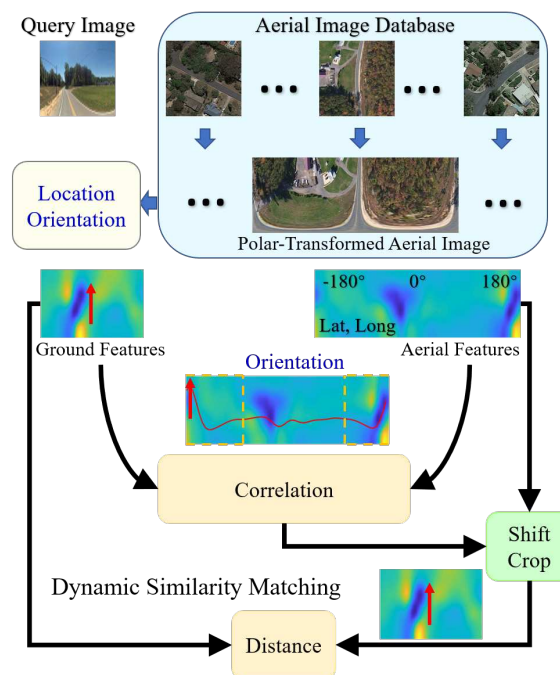 Query Image
Aerial Image Database
Location
Orientation
Polar-Transformed Aerial Image
-180° 0° 180°
Lat, Long
Ground Features
Aerial Features
Orientation
Correlation
Shift
Crop
Dynamic Similarity Matching
Distance